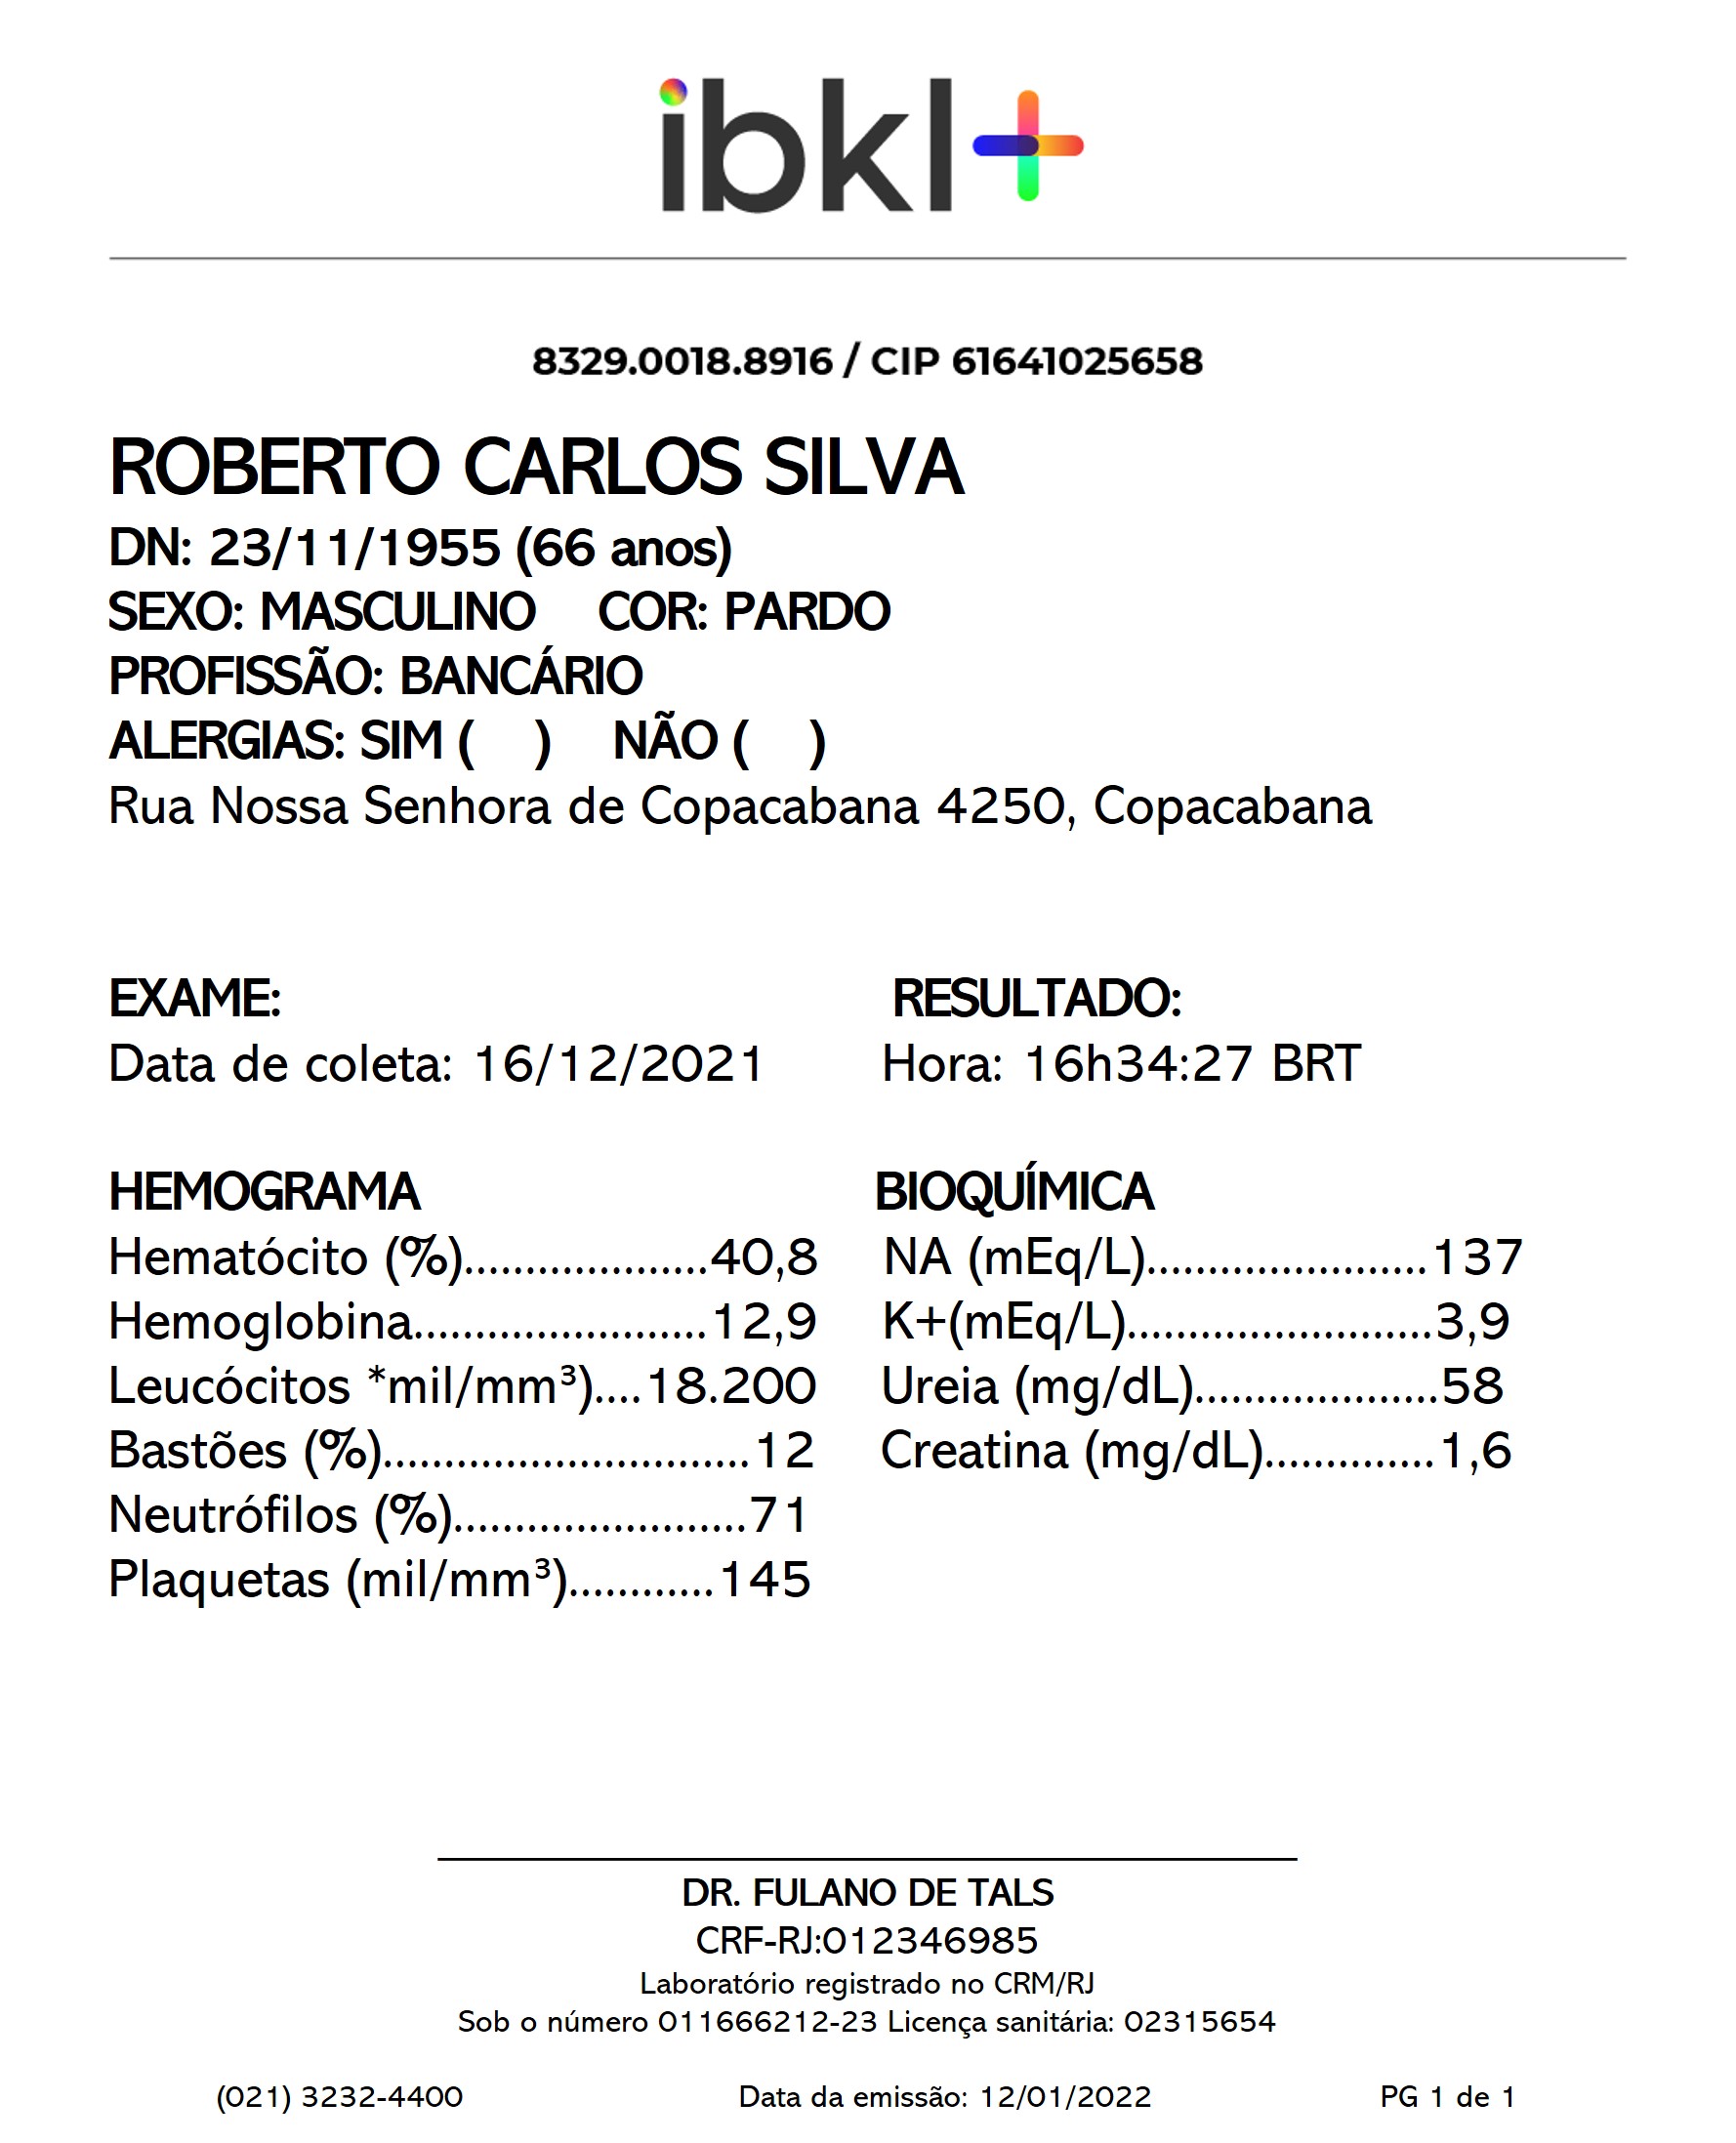 ibkl+
8329.0018.8916 / CIP 61641025658
ROBERTO CARLOS SILVA
DN: 23/11/1955 (66 anos)
SEXO: MASCULINO COR: PARDO
PROFISSÃO: BANCÁRIO
ALERGIAS: SIM ( ) NÃO ( )
Rua Nossa Senhora de Copacabana 4250, Copacabana
EXAME: RESULTADO:
Data de coleta: 16/12/2021 Hora: 16h34:27 BRT
HEMOGRAMA
Hematócito (%)....................40,8
Hemoglobina........................12,9
Leucócitos *mil/mm³)....18.200
Bastões (%)..............................12
Neutrófilos (%)........................71
Plaquetas (mil/mm³)............145
BIOQUÍMICA
NA (mEq/L).......................137
K+(mEq/L).........................3,9
Ureia (mg/dL)....................58
Creatina (mg/dL)..............1,6
DR. FULANO DE TALS
CRF-RJ:012346985
Laboratório registrado no CRM/RJ
Sob o número 011666212-23 Licença sanitária: 02315654
(021) 3232-4400 Data da emissão: 12/01/2022 PG 1 de 1